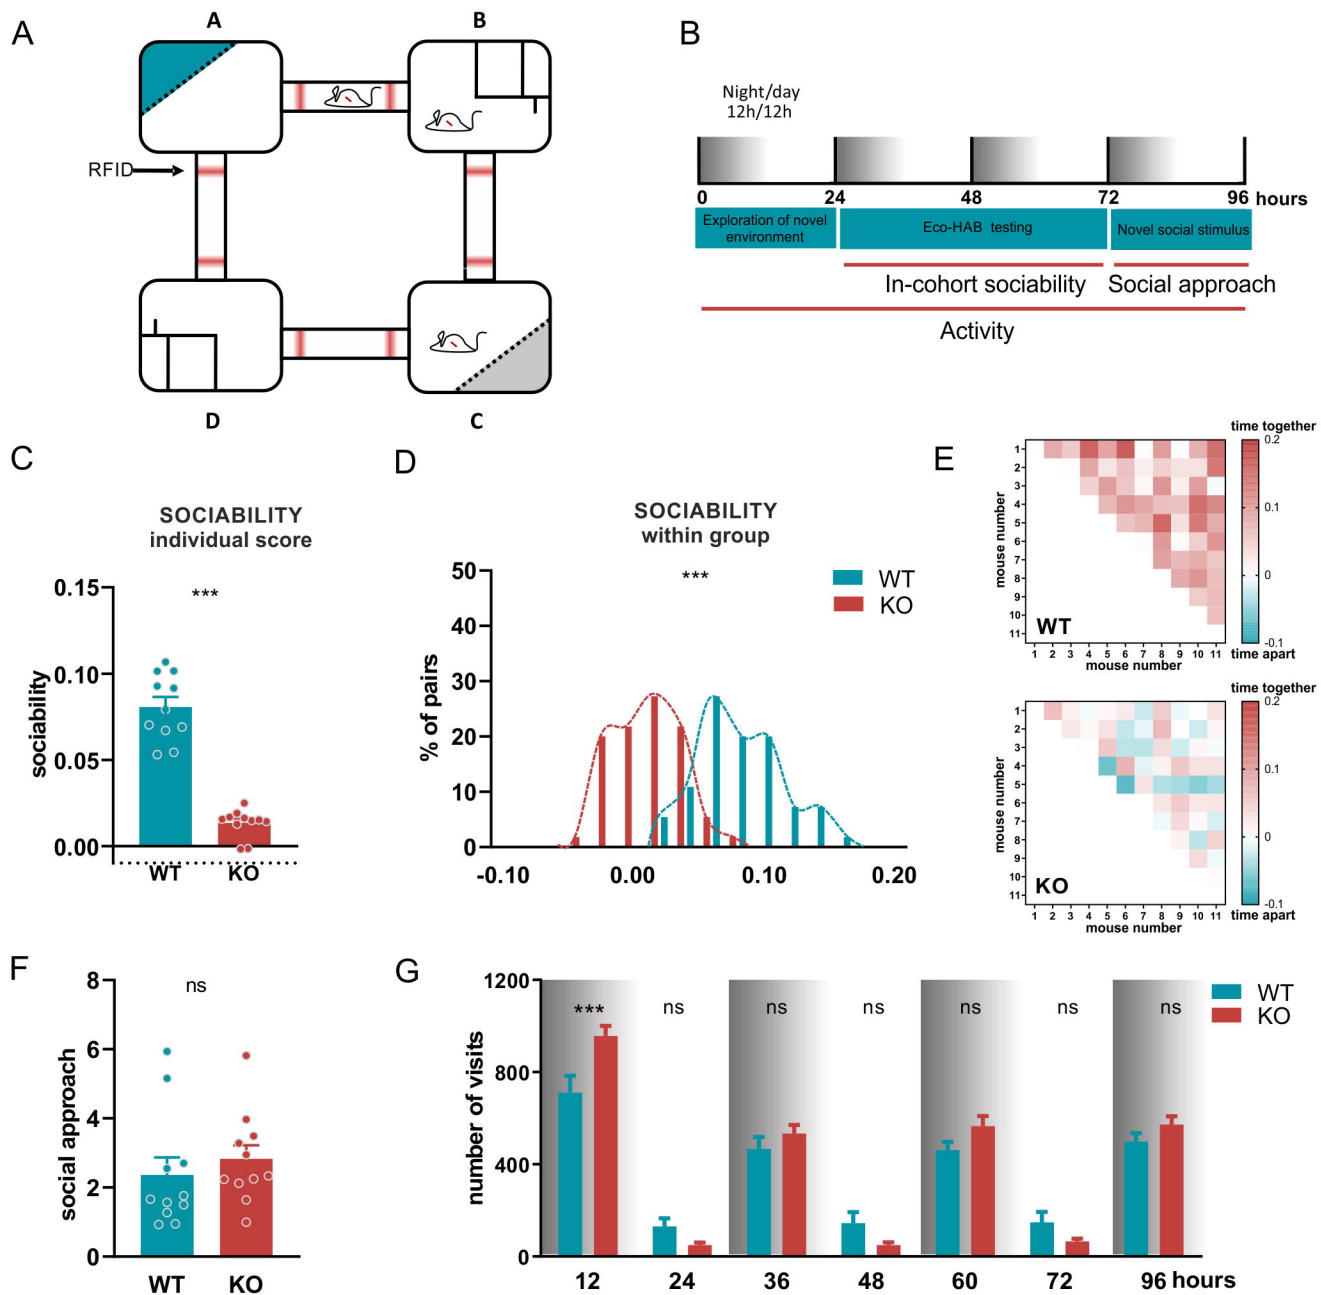 A
A
B
RFID
D
C
B
Night/day
12h/12h
0 24 48 72 96 hours
Exploration of novel
environment
Eco-HAB testing
Novel social stimulus
In-cohort sociability
Social approach
Activity
C
SOCIABILITY
individual score
***
sociability
0.15
0.10
0.05
0.00
WT KO
D
SOCIABILITY
within group
***
WT
KO
% of pairs
50
40
30
20
10
0
-0.10 0.00 0.10 0.20
E
time together
0.2
0.1
0
-0.1
time apart
mouse number
1
2
3
4
5
6
7
8
9
10
11
WT
1 2 3 4 5 6 7 8 9 10 11
mouse number
time together
0.2
0.1
0
-0.1
time apart
mouse number
1
2
3
4
5
6
7
8
9
10
11
KO
1 2 3 4 5 6 7 8 9 10 11
mouse number
F
ns
social approach
8
6
4
2
0
WT KO
G
number of visits
1200
800
400
0
*** ns ns ns ns ns ns
WT
KO
12 24 36 48 60 72 96 hours